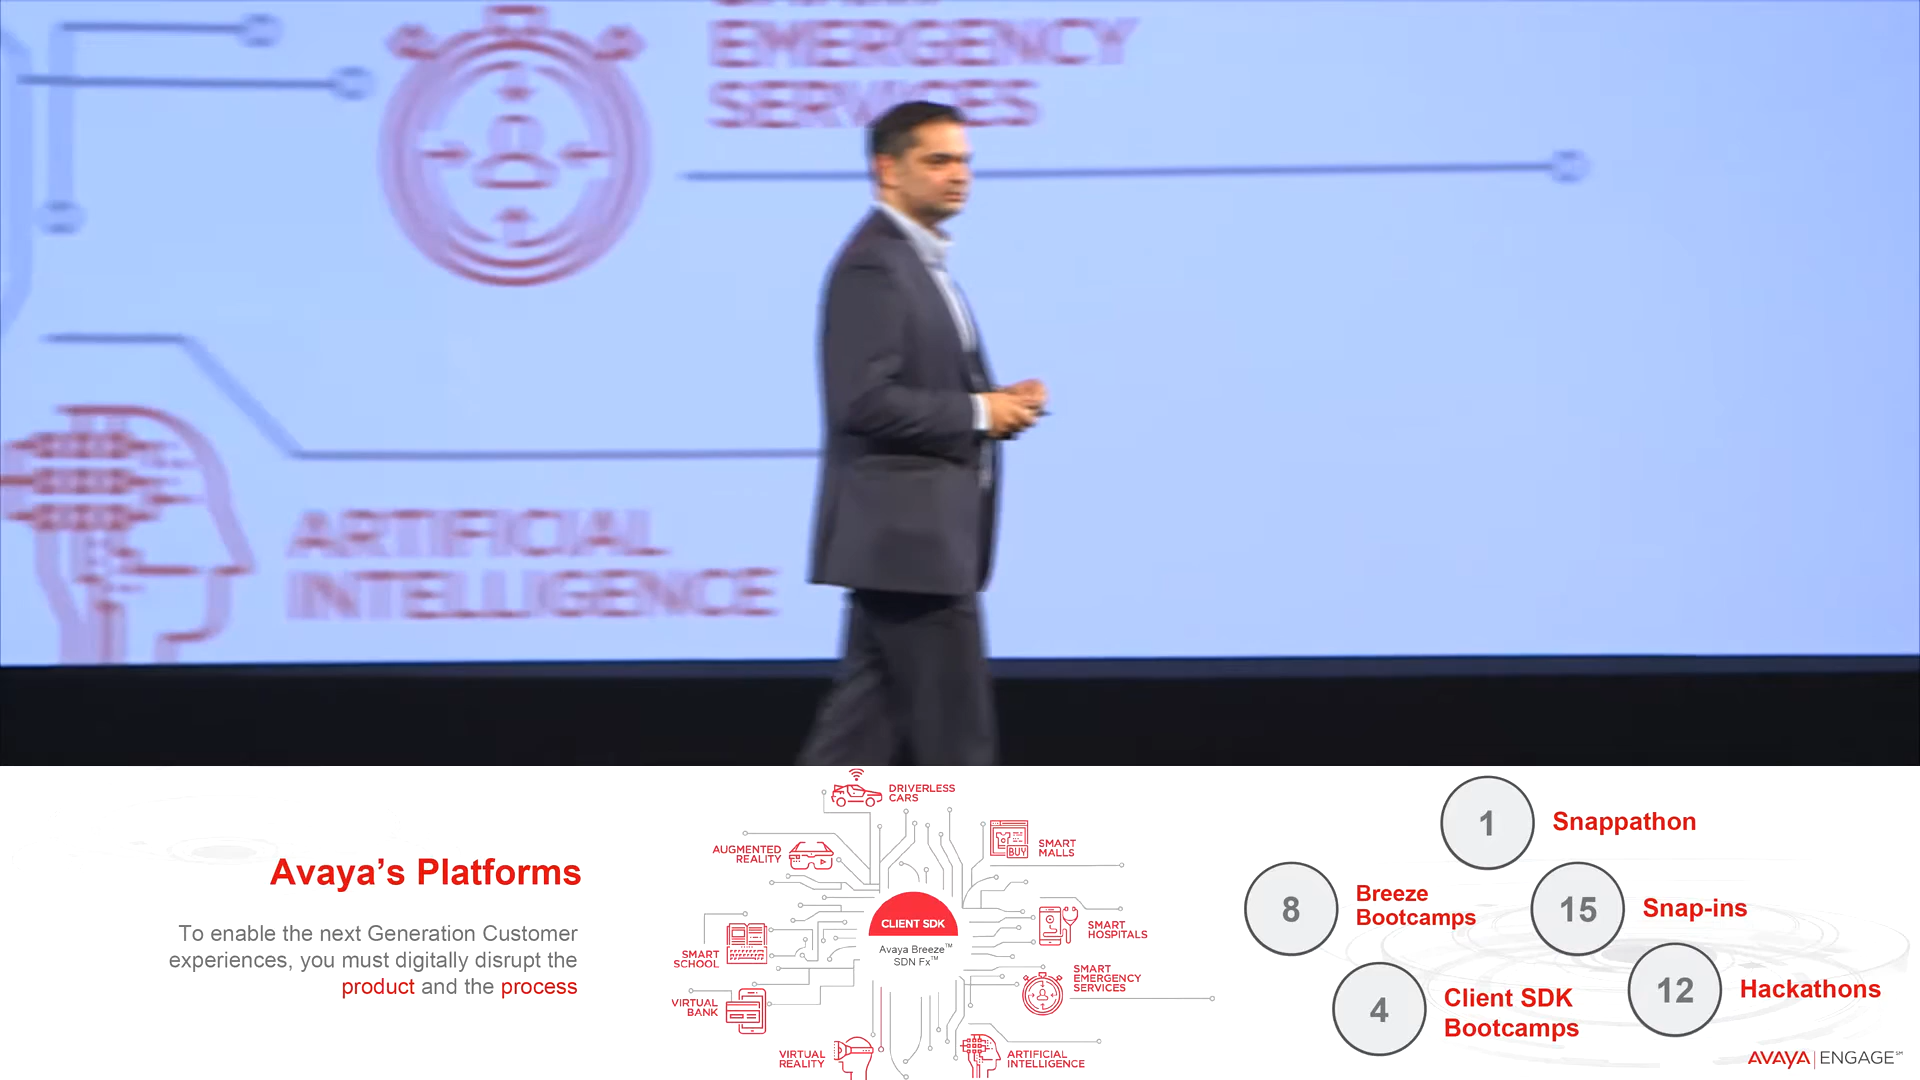 EMERGENCY
SERVICES
ARTIFICIAL
INTELLIGENCE
Avaya’s Platforms
To enable the next Generation Customer
experiences, you must digitally disrupt the
product and the process
DRIVERLESS
CARS
AUGMENTED
REALITY
BUY
SMART
MALLS
CLIENT SDK
Avaya Breeze™
SDN Fx™
SMART
HOSPITALS
SMART
SCHOOL
SMART
EMERGENCY
SERVICES
VIRTUAL
BANK
VIRTUAL
REALITY
ARTIFICIAL
INTELLIGENCE
1 Snappathon
8 Breeze
Bootcamps
15 Snap-ins
4 Client SDK
Bootcamps
12 Hackathons
AVAYA | ENGAGE℠